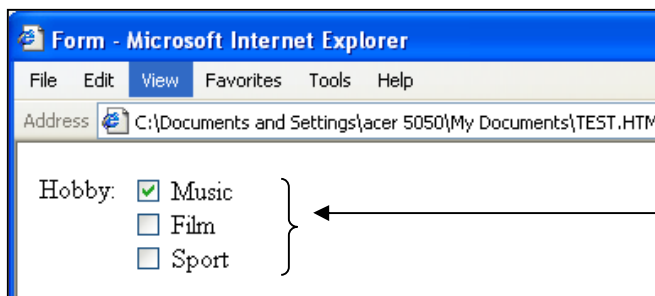 Form - Microsoft Internet Explorer
File Edit View Favorites Tools Help
Address C:\Documents and Settings\acer 5050\My Documents\TEST.HTM
Hobby: Music
Film
Sport